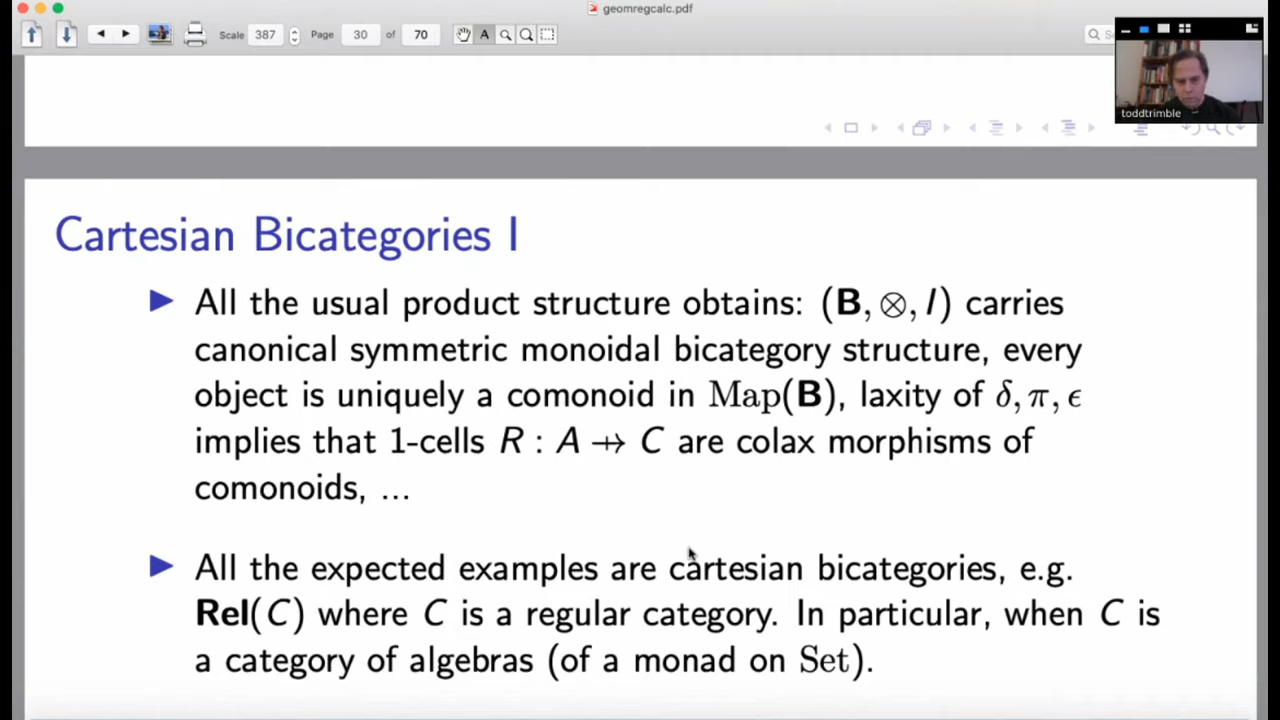 geomregcalc.pdf
Scale 387 Page 30 of 70
toddtrimble
Cartesian Bicategories I
▶ All the usual product structure obtains: (B, ⊗, I) carries
canonical symmetric monoidal bicategory structure, every
object is uniquely a comonoid in Map(B), laxity of δ, π, ϵ
implies that 1-cells R : A ⇸ C are colax morphisms of
comonoids, ...
▶ All the expected examples are cartesian bicategories, e.g.
Rel(C) where C is a regular category. In particular, when C is
a category of algebras (of a monad on Set).